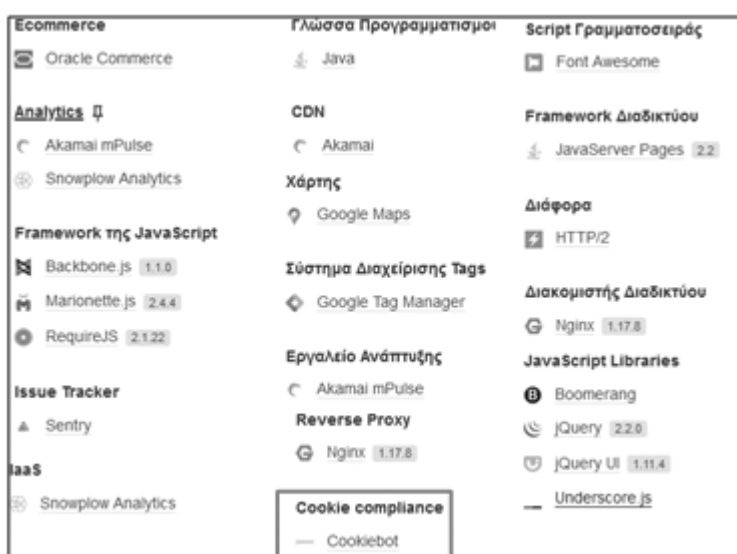 Ecommerce
Oracle Commerce
Analytics
Akamai mPulse
Snowplow Analytics
Framework της JavaScript
Backbone.js 1.1.0
Marionette.js 2.4.4
RequireJS 2.1.22
Issue Tracker
Sentry
IaaS
Snowplow Analytics
Γλώσσα Προγραμματισμοι
Java
CDN
Akamai
Χάρτης
Google Maps
Σύστημα Διαχείρισης Tags
Google Tag Manager
Εργαλείο Ανάπτυξης
Akamai mPulse
Reverse Proxy
Nginx 1.17.8
Cookie compliance
Cookiebot
Script Γραμματοσειράς
Font Awesome
Framework Διαδικτύου
JavaServer Pages 2.2
Διάφορα
HTTP/2
Διακομιστής Διαδικτύου
Nginx 1.17.8
JavaScript Libraries
Boomerang
jQuery 2.2.0
jQuery UI 1.11.4
Underscore.js